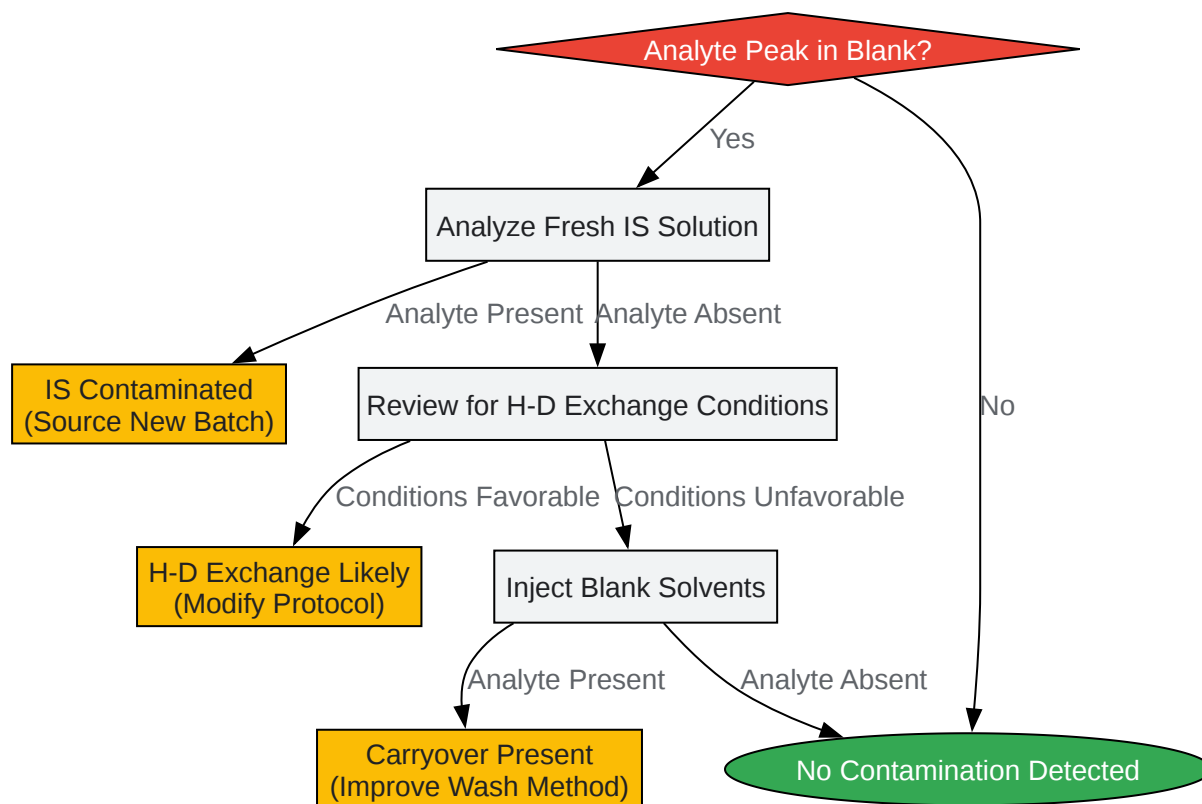 Analyte Peak in Blank?
Yes
Analyze Fresh IS Solution
Analyte Present
Analyte Absent
No
IS Contaminated
(Source New Batch)
Review for H-D Exchange Conditions
Conditions Favorable
Conditions Unfavorable
H-D Exchange Likely
(Modify Protocol)
Inject Blank Solvents
Analyte Present
Analyte Absent
Carryover Present
(Improve Wash Method)
No Contamination Detected